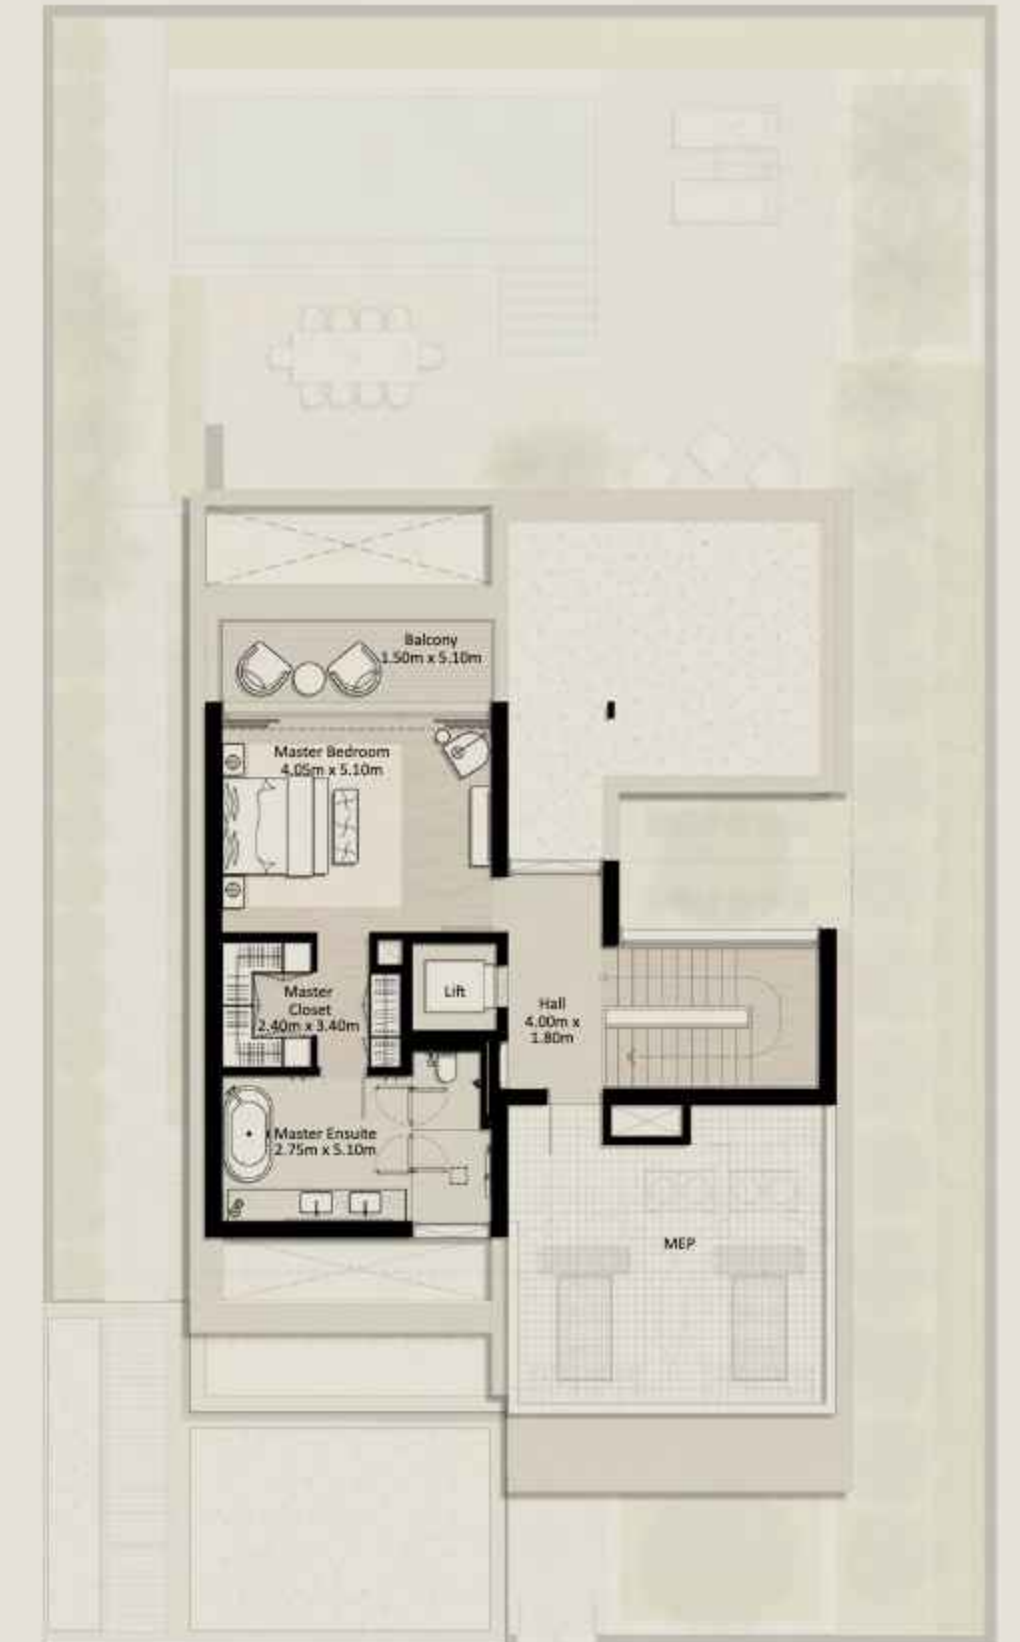 Balcony
1.50m x 5.10m
Master Bedroom
4.05m x 5.10m
Master
Closet
2.40m x 3.40m
Lift
Hall
4.00m x
1.80m
Master Ensuite
2.75m x 5.10m
MEP